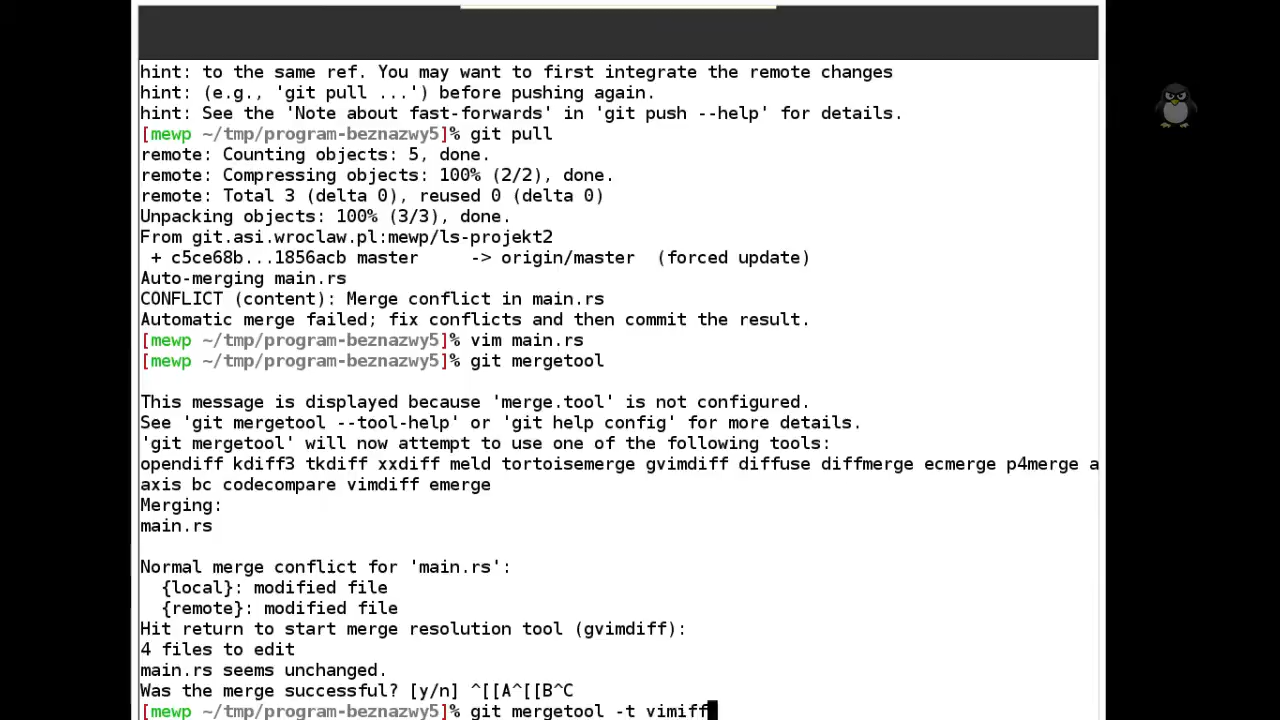 hint: to the same ref. You may want to first integrate the remote changes
hint: (e.g., 'git pull ...') before pushing again.
hint: See the 'Note about fast-forwards' in 'git push --help' for details.
[mewp ~/tmp/program-beznazwy5]% git pull
remote: Counting objects: 5, done.
remote: Compressing objects: 100% (2/2), done.
remote: Total 3 (delta 0), reused 0 (delta 0)
Unpacking objects: 100% (3/3), done.
From git.asi.wroclaw.pl:mewp/ls-projekt2
 + c5ce68b...1856acb master     -> origin/master  (forced update)
Auto-merging main.rs
CONFLICT (content): Merge conflict in main.rs
Automatic merge failed; fix conflicts and then commit the result.
[mewp ~/tmp/program-beznazwy5]% vim main.rs
[mewp ~/tmp/program-beznazwy5]% git mergetool
This message is displayed because 'merge.tool' is not configured.
See 'git mergetool --tool-help' or 'git help config' for more details.
'git mergetool' will now attempt to use one of the following tools:
opendiff kdiff3 tkdiff xxdiff meld tortoisemerge gvimdiff diffuse diffmerge ecmerge p4merge a
axis bc codecompare vimdiff emerge
Merging:
main.rs
Normal merge conflict for 'main.rs':
  {local}: modified file
  {remote}: modified file
Hit return to start merge resolution tool (gvimdiff):
4 files to edit
main.rs seems unchanged.
Was the merge successful? [y/n] ^[[A^[[B^C
[mewp ~/tmp/program-beznazwy5]% git mergetool -t vimiff